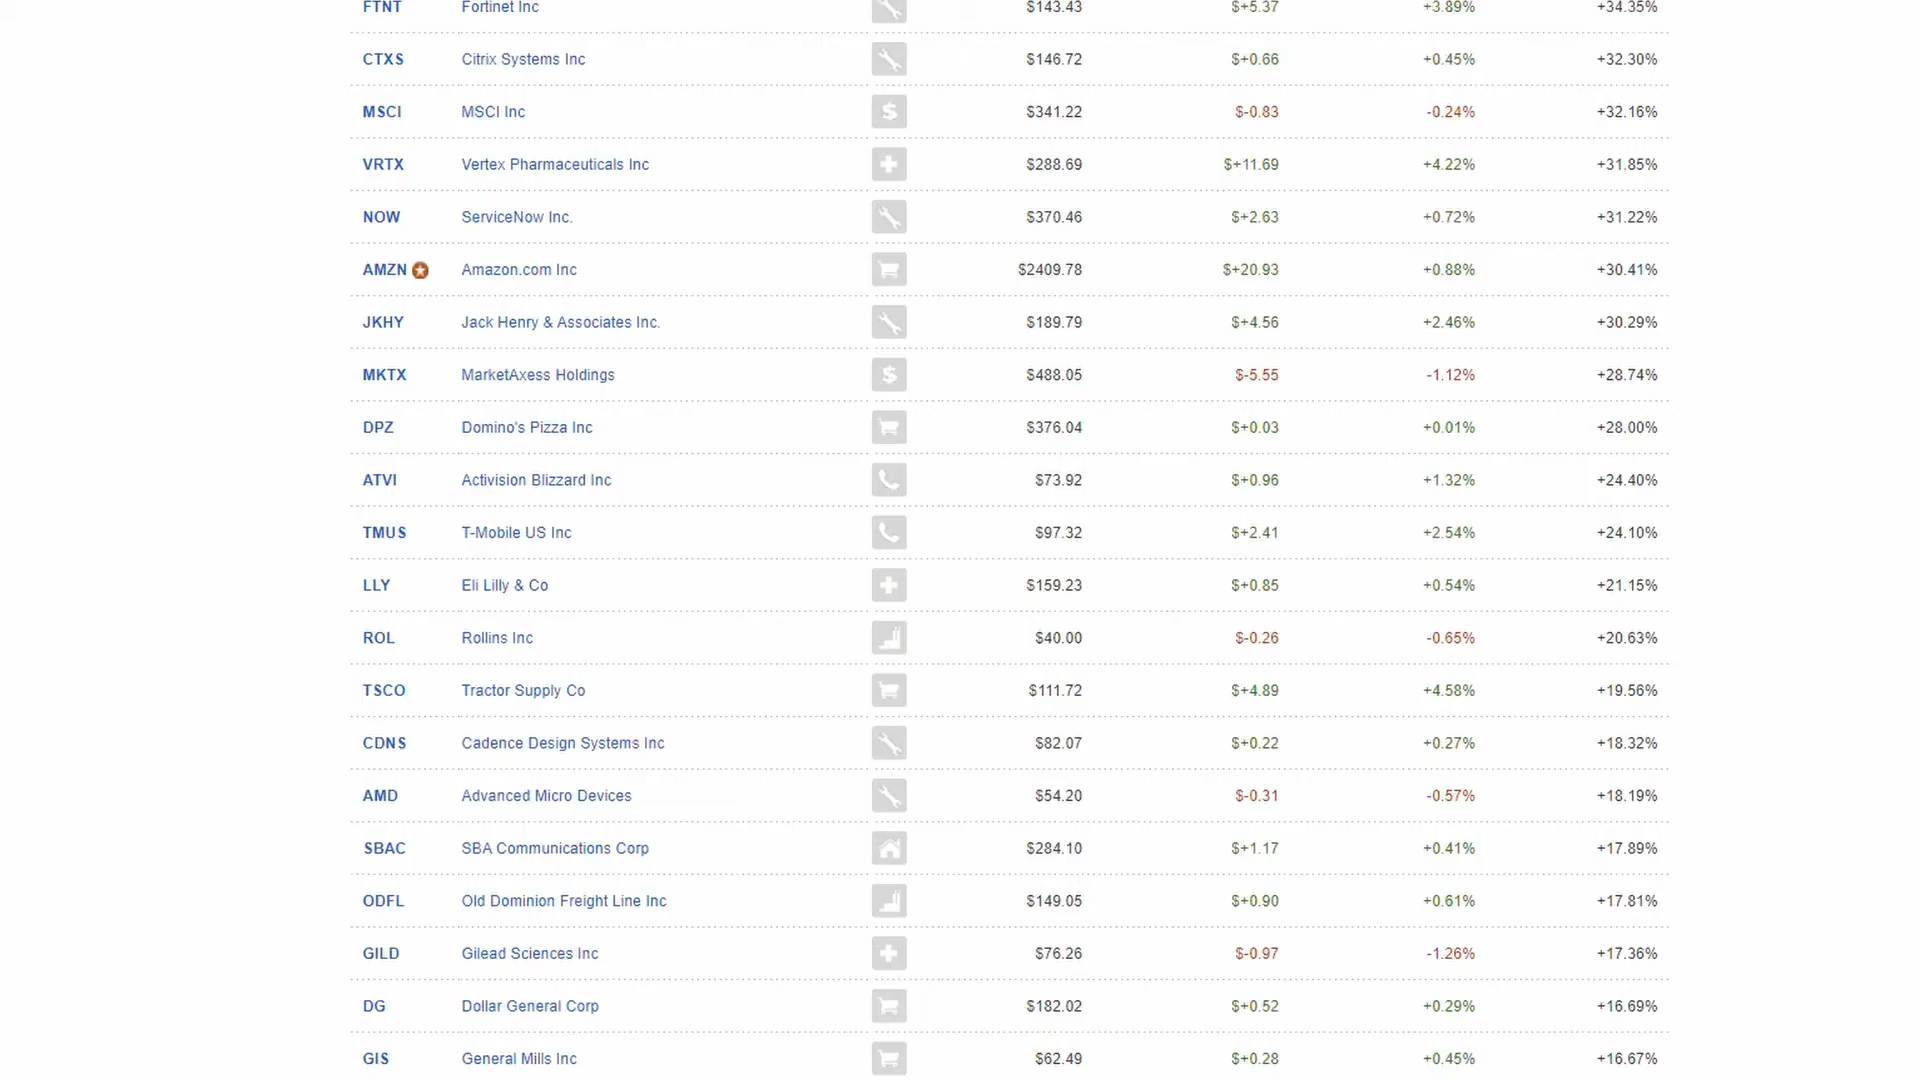 FTNT Fortinet Inc $143.43 $+5.37 +3.89% +34.35%
CTXS Citrix Systems Inc $146.72 $+0.66 +0.45% +32.30%
MSCI MSCI Inc $ $341.22 $-0.83 -0.24% +32.16%
VRTX Vertex Pharmaceuticals Inc $288.69 $+11.69 +4.22% +31.85%
NOW ServiceNow Inc. $370.46 $+2.63 +0.72% +31.22%
AMZN Amazon.com Inc $2409.78 $+20.93 +0.88% +30.41%
JKHY Jack Henry & Associates Inc. $189.79 $+4.56 +2.46% +30.29%
MKTX MarketAxess Holdings $ $488.05 $-5.55 -1.12% +28.74%
DPZ Domino's Pizza Inc $376.04 $+0.03 +0.01% +28.00%
ATVI Activision Blizzard Inc $73.92 $+0.96 +1.32% +24.40%
TMUS T-Mobile US Inc $97.32 $+2.41 +2.54% +24.10%
LLY Eli Lilly & Co $159.23 $+0.85 +0.54% +21.15%
ROL Rollins Inc $40.00 $-0.26 -0.65% +20.63%
TSCO Tractor Supply Co $111.72 $+4.89 +4.58% +19.56%
CDNS Cadence Design Systems Inc $82.07 $+0.22 +0.27% +18.32%
AMD Advanced Micro Devices $54.20 $-0.31 -0.57% +18.19%
SBAC SBA Communications Corp $284.10 $+1.17 +0.41% +17.89%
ODFL Old Dominion Freight Line Inc $149.05 $+0.90 +0.61% +17.81%
GILD Gilead Sciences Inc $76.26 $-0.97 -1.26% +17.36%
DG Dollar General Corp $182.02 $+0.52 +0.29% +16.69%
GIS General Mills Inc $62.49 $+0.28 +0.45% +16.67%